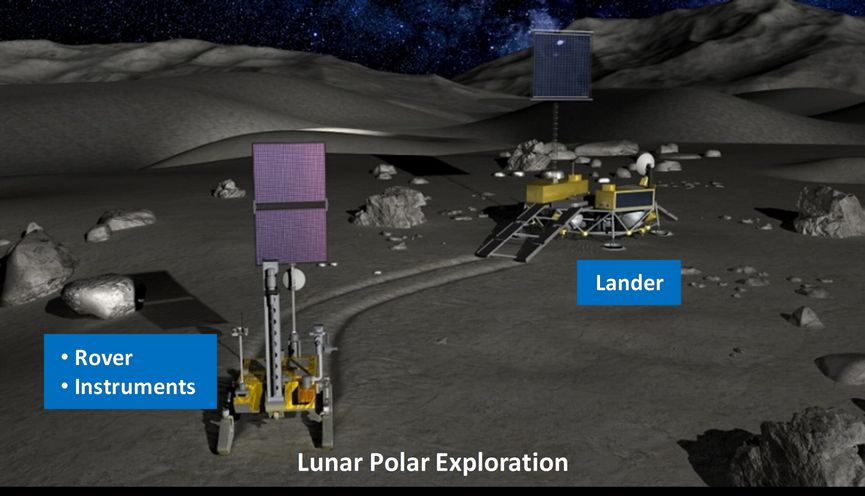 Lander
• Rover
• Instruments
Lunar Polar Exploration